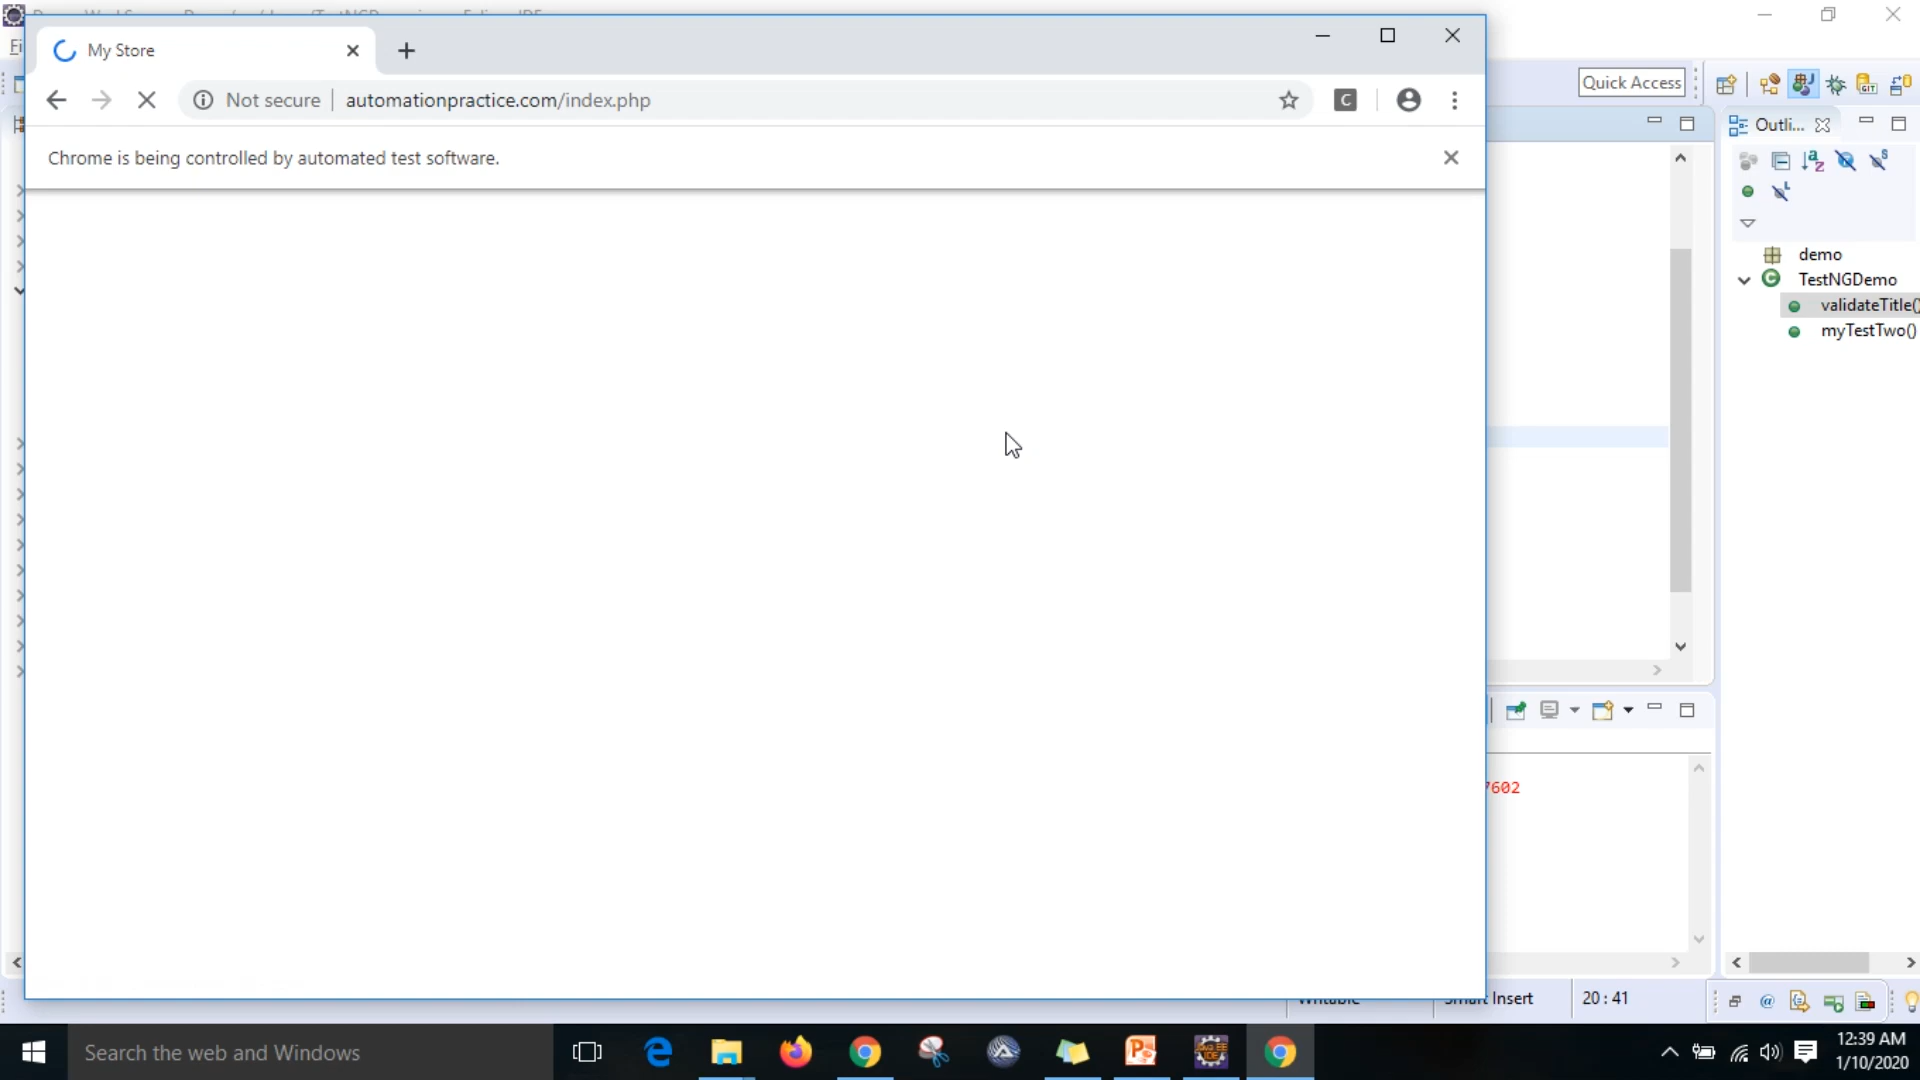 My Store
Quick Access
Not secure
automationpractice.com/index.php
Outli...
Chrome is being controlled by automated test software.
demo
TestNGDemo
validateTitle()
myTestTwo()
7602
Writable
Smart Insert
20 : 41
Search the web and Windows
12:39 AM
1/10/2020